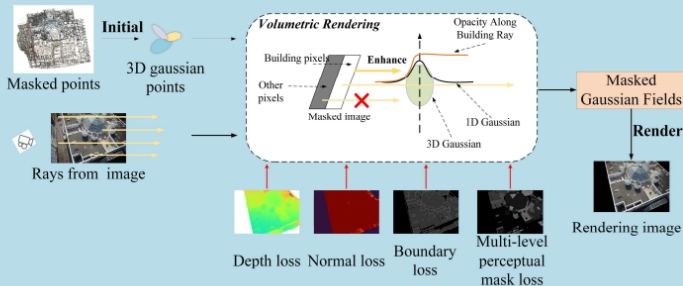 Initial
Masked points
3D gaussian
points
Rays from image
Volumetric Rendering
Building pixels
Other
pixels
Masked image
Enhance
Opacity Along
Building Ray
1D Gaussian
3D Gaussian
Masked
Gaussian Fields
Render
Rendering image
Depth loss
Normal loss
Boundary
loss
Multi-level
perceptual
mask loss